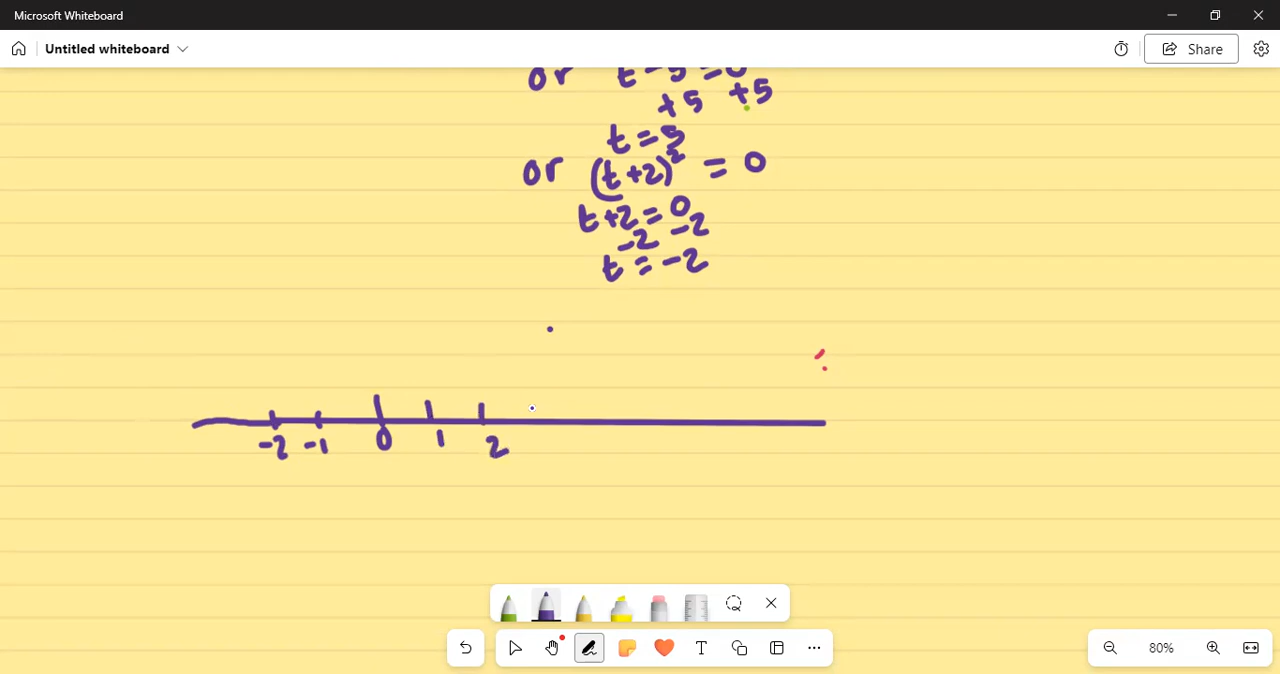 Microsoft Whiteboard
Untitled whiteboard
Share
or t - 5 = 0
+5 +5
t = 5
or (t+2)² = 0
t+2 = 0
-2 -2
t = -2
-2 -1 0 1 2
T
80%